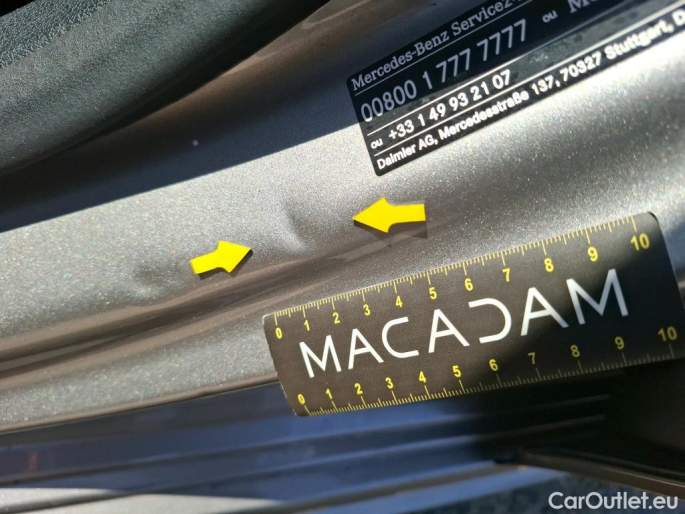 Mercedes-Benz Service24
00800 1 777 7777 ou
ou +33 1 49 93 21 07
Daimler AG, Mercedesstraße 137, 70327 Stuttgart, D
0 1 2 3 4 5 6 7 8 9 10
MACADAM
0 1 2 3 4 5 6 7 8 9 10
CarOutlet.eu